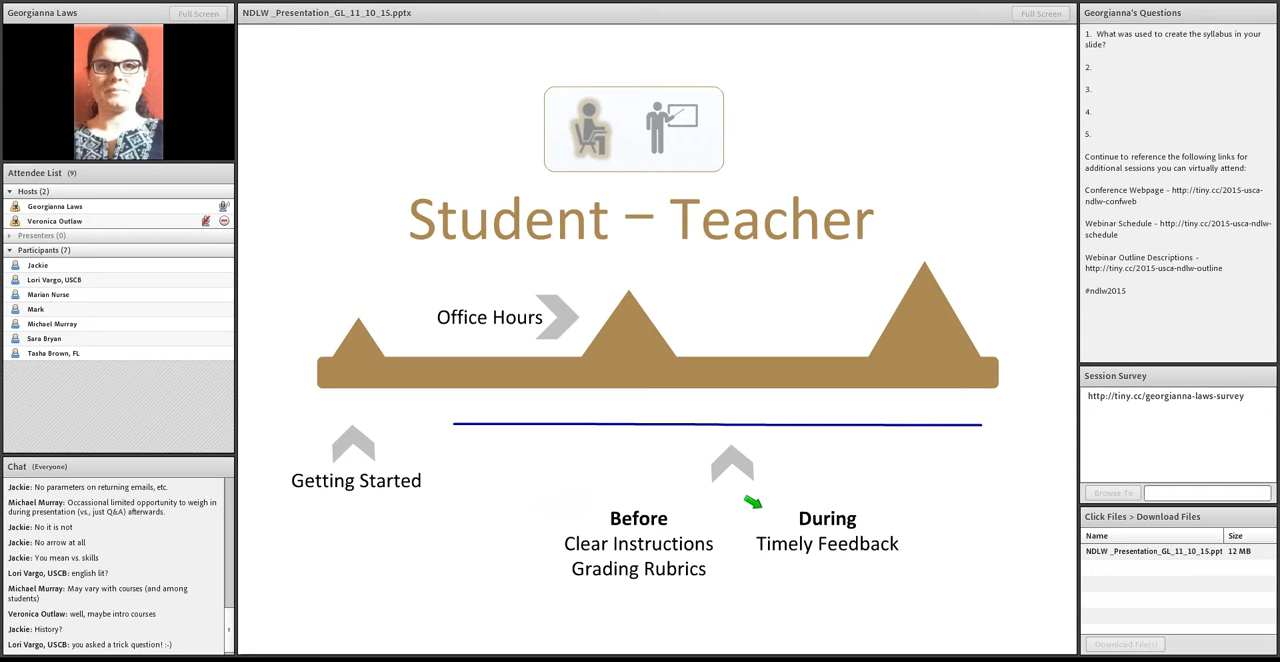 Georgianna Laws
Full Screen
Attendee List (9)
Hosts (2)
Georgianna Laws
Veronica Outlaw
Presenters (0)
Participants (7)
Jackie
Lori Vargo, USCB
Marian Nurse
Mark
Michael Murray
Sara Bryan
Tasha Brown, FL
Chat (Everyone)
Jackie: No parameters on returning emails, etc.
Michael Murray: Occassional limited opportunity to weigh in
during presentation (vs., just Q&A) afterwards.
Jackie: No it is not
Jackie: No arrow at all
Jackie: You mean vs. skills
Lori Vargo, USCB: english lit?
Michael Murray: May vary with courses (and among
students)
Veronica Outlaw: well, maybe intro courses
Jackie: History?
Lori Vargo, USCB: you asked a trick question! :-)
NDLW _Presentation_GL_11_10_15.pptx
Full Screen
Student – Teacher
Office Hours
Getting Started
Before
Clear Instructions
Grading Rubrics
During
Timely Feedback
Georgianna's Questions
1. What was used to create the syllabus in your
slide?
2.
3.
4.
5.
Continue to reference the following links for
additional sessions you can virtually attend:
Conference Webpage - http://tiny.cc/2015-usca-
ndlw-confweb
Webinar Schedule - http://tiny.cc/2015-usca-ndlw-
schedule
Webinar Outline Descriptions -
http://tiny.cc/2015-usca-ndlw-outline
#ndlw2015
Session Survey
http://tiny.cc/georgianna-laws-survey
Browse To
Click Files > Download Files
Name Size
NDLW _Presentation_GL_11_10_15.ppt 12 MB
Download File(s)